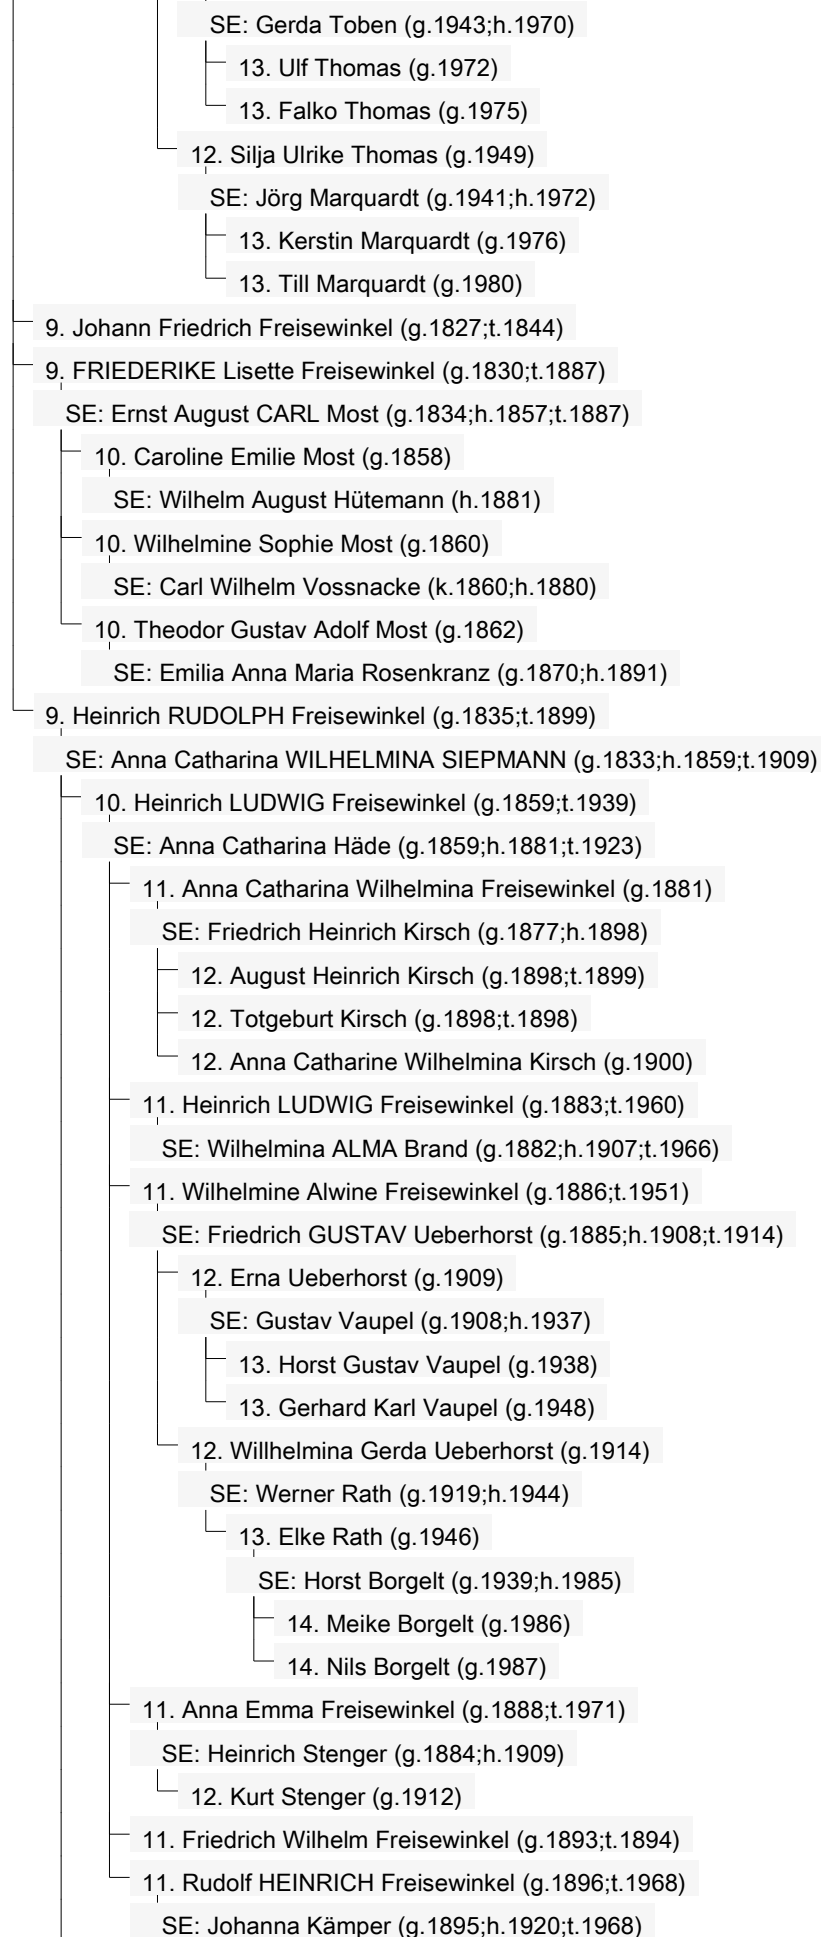 SE: Gerda Toben (g.1943;h.1970)
13. Ulf Thomas (g.1972)
13. Falko Thomas (g.1975)
12. Silja Ulrike Thomas (g.1949)
SE: Jörg Marquardt (g.1941;h.1972)
13. Kerstin Marquardt (g.1976)
13. Till Marquardt (g.1980)
9. Johann Friedrich Freisewinkel (g.1827;t.1844)
9. FRIEDERIKE Lisette Freisewinkel (g.1830;t.1887)
SE: Ernst August CARL Most (g.1834;h.1857;t.1887)
10. Caroline Emilie Most (g.1858)
SE: Wilhelm August Hütemann (h.1881)
10. Wilhelmine Sophie Most (g.1860)
SE: Carl Wilhelm Vossnacke (k.1860;h.1880)
10. Theodor Gustav Adolf Most (g.1862)
SE: Emilia Anna Maria Rosenkranz (g.1870;h.1891)
9. Heinrich RUDOLPH Freisewinkel (g.1835;t.1899)
SE: Anna Catharina WILHELMINA SIEPMANN (g.1833;h.1859;t.1909)
10. Heinrich LUDWIG Freisewinkel (g.1859;t.1939)
SE: Anna Catharina Häde (g.1859;h.1881;t.1923)
11. Anna Catharina Wilhelmina Freisewinkel (g.1881)
SE: Friedrich Heinrich Kirsch (g.1877;h.1898)
12. August Heinrich Kirsch (g.1898;t.1899)
12. Totgeburt Kirsch (g.1898;t.1898)
12. Anna Catharine Wilhelmina Kirsch (g.1900)
11. Heinrich LUDWIG Freisewinkel (g.1883;t.1960)
SE: Wilhelmina ALMA Brand (g.1882;h.1907;t.1966)
11. Wilhelmine Alwine Freisewinkel (g.1886;t.1951)
SE: Friedrich GUSTAV Ueberhorst (g.1885;h.1908;t.1914)
12. Erna Ueberhorst (g.1909)
SE: Gustav Vaupel (g.1908;h.1937)
13. Horst Gustav Vaupel (g.1938)
13. Gerhard Karl Vaupel (g.1948)
12. Willhelmina Gerda Ueberhorst (g.1914)
SE: Werner Rath (g.1919;h.1944)
13. Elke Rath (g.1946)
SE: Horst Borgelt (g.1939;h.1985)
14. Meike Borgelt (g.1986)
14. Nils Borgelt (g.1987)
11. Anna Emma Freisewinkel (g.1888;t.1971)
SE: Heinrich Stenger (g.1884;h.1909)
12. Kurt Stenger (g.1912)
11. Friedrich Wilhelm Freisewinkel (g.1893;t.1894)
11. Rudolf HEINRICH Freisewinkel (g.1896;t.1968)
SE: Johanna Kämper (g.1895;h.1920;t.1968)